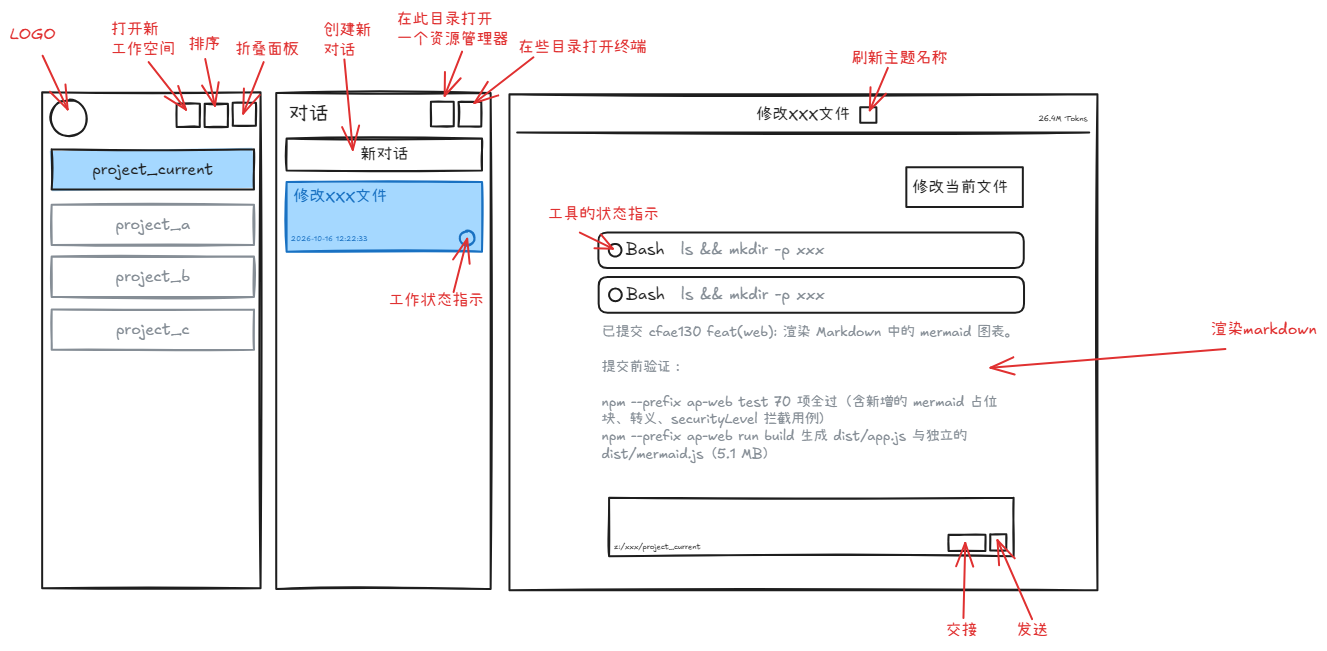 LOGO
打开新
工作空间
排序
折叠面板
创建新
对话
在此目录打开
一个资源管理器
在些目录打开终端
刷新主题名称
project_current
project_a
project_b
project_c
对话
新对话
修改XXX文件
2026-10-16 12:22:33
工作状态指示
修改XXX文件
26.4M Tokns
修改当前文件
工具的状态指示
Bash ls && mkdir -p xxx
Bash ls && mkdir -p xxx
已提交 cfae130 feat(web): 渲染 Markdown 中的 mermaid 图表。
提交前验证：
npm --prefix ap-web test 70 项全过（含新增的 mermaid 占位
块、转义、securityLevel 拦截用例）
npm --prefix ap-web run build 生成 dist/app.js 与独立的
dist/mermaid.js（5.1 MB）
渲染markdown
z:/xxx/project_current
交接
发送